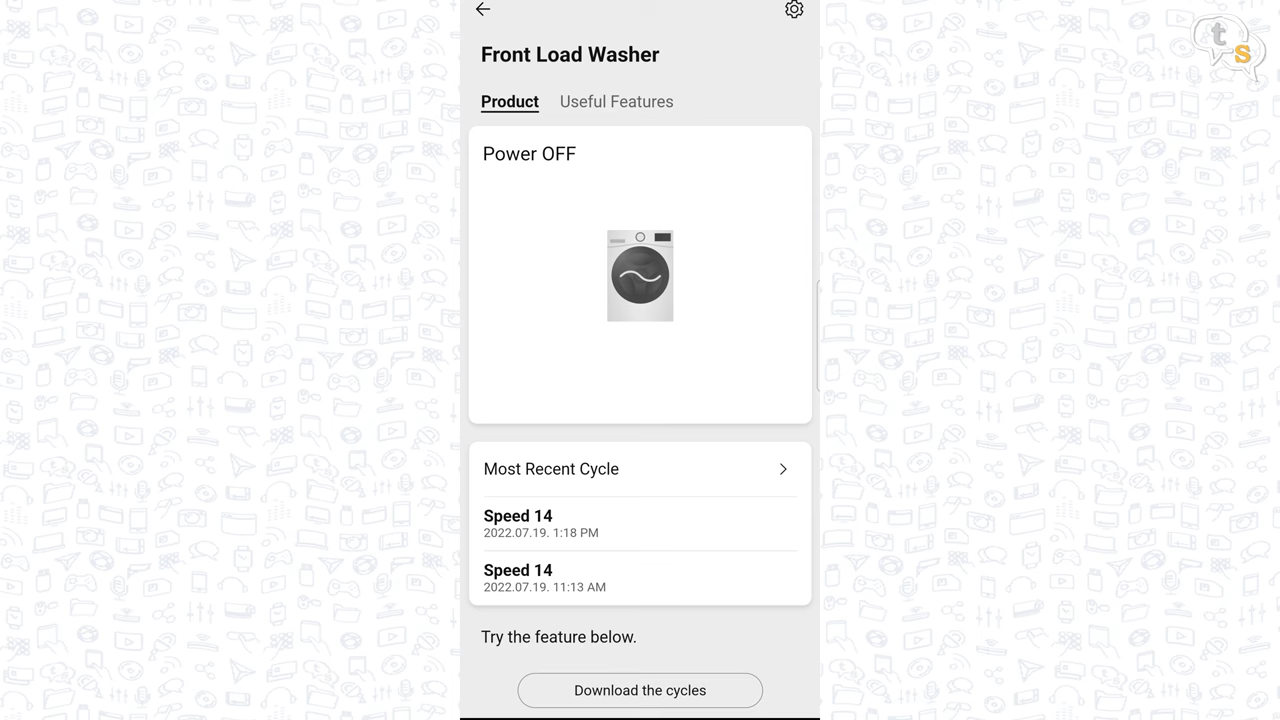 ts
Front Load Washer
Product Useful Features
Power OFF
Most Recent Cycle
Speed 14
2022.07.19. 1:18 PM
Speed 14
2022.07.19. 11:13 AM
Try the feature below.
Download the cycles